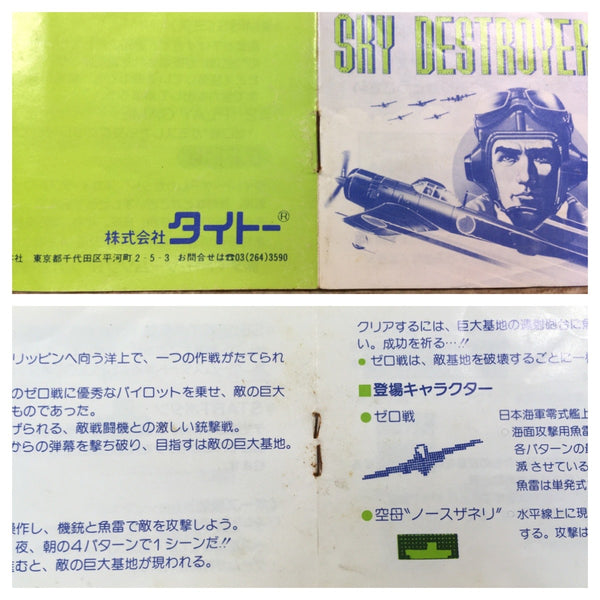 SKY DESTROYER
株式会社 タイトー®
社 東京都千代田区平河町2-5-3 お問合せは☎03(264)3590
リッピンへ向う洋上で、一つの作戦がたてられ
のゼロ戦に優秀なパイロットを乗せ、敵の巨大
ものであった。
げられる、敵戦闘機との激しい銃撃戦。
からの弾幕を撃ち破り、目指すは敵の巨大基地。
操作し、機銃と魚雷で敵を攻撃しよう。
夜、朝の4パターンで1シーンだ!!
進むと、敵の巨大基地が現われる。
クリアするには、巨大基地の連動砲台に魚
い。成功を祈る…!!
●ゼロ戦は、敵基地を破壊するごとに一機
■登場キャラクター
●ゼロ戦
日本海軍零式艦上
○海面攻撃用魚雷
各パターンの最
滅させている
魚雷は単発式
●空母“ノースザネリ”
○水平線上に現
する。攻撃は